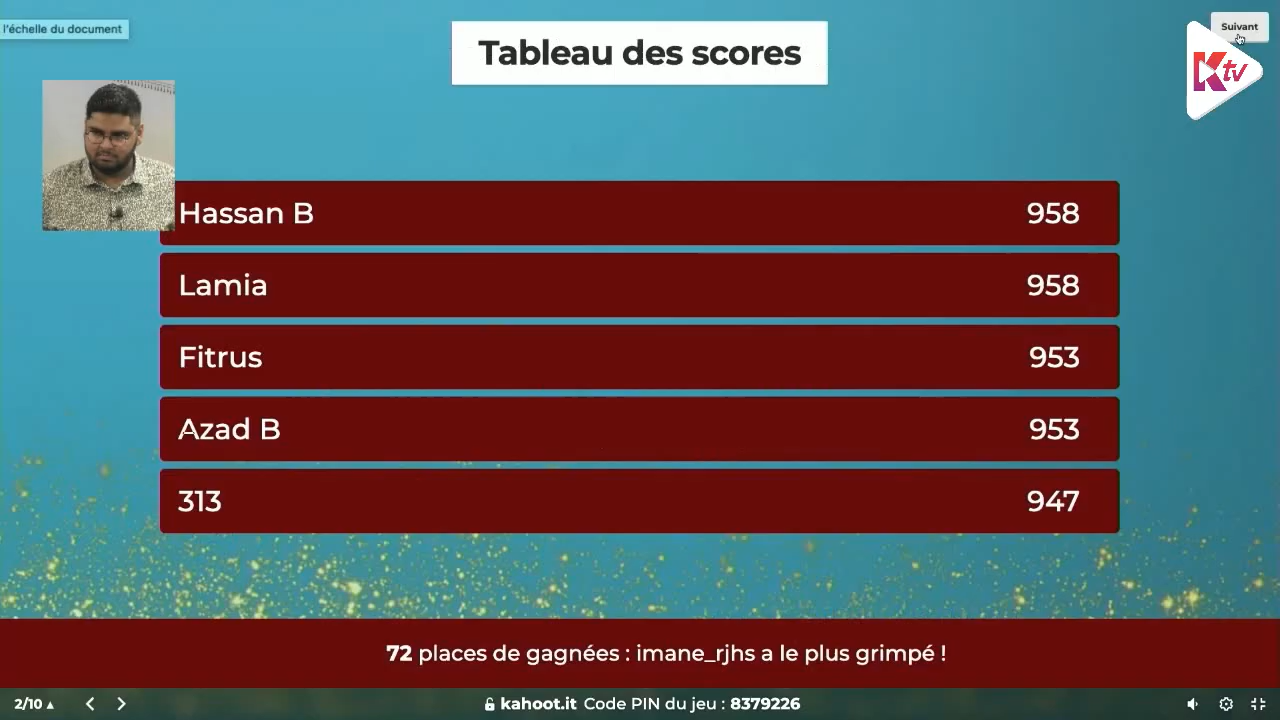 l'échelle du document
Tableau des scores
Suivant
Ktv
Hassan B 958
Lamia 958
Fitrus 953
Azad B 953
313 947
72 places de gagnées : imane_rjhs a le plus grimpé !
2/10 ▲
kahoot.it Code PIN du jeu : 8379226